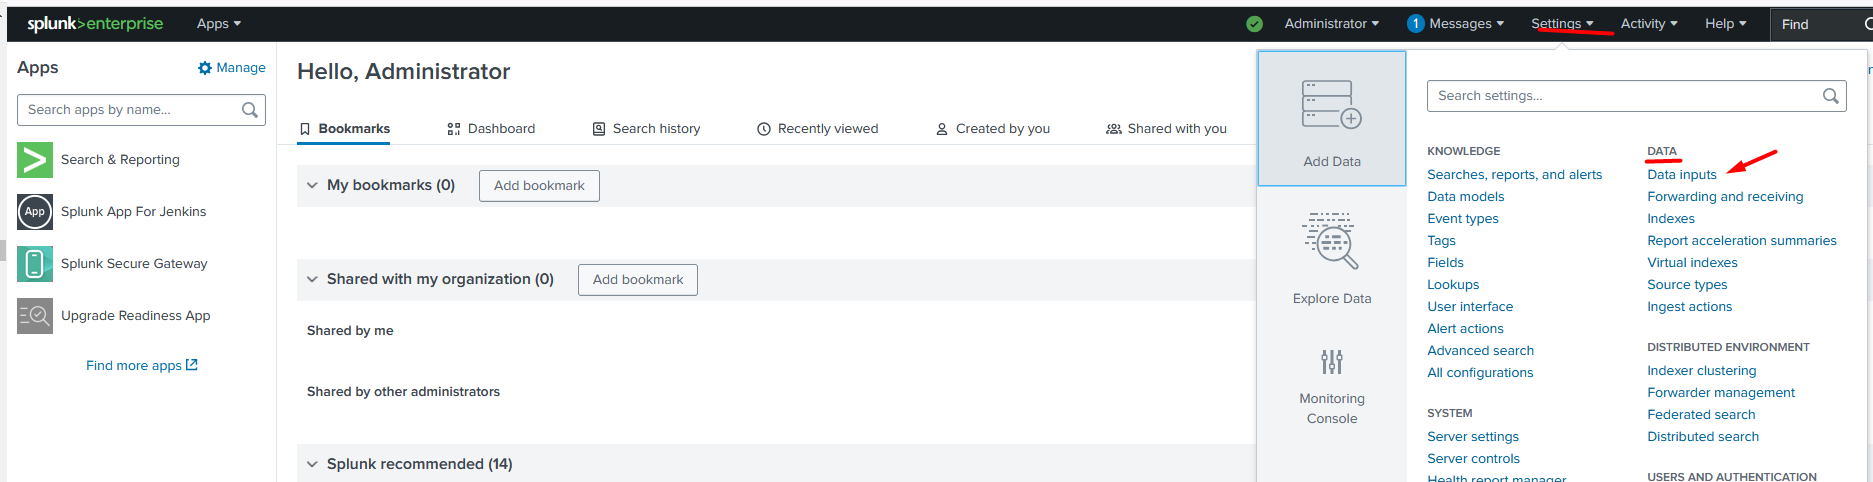 splunk>enterprise Apps Administrator 1 Messages Settings Activity Help Find
Apps
Manage
Search apps by name...
Search & Reporting
App
Splunk App For Jenkins
Splunk Secure Gateway
Upgrade Readiness App
Find more apps
Hello, Administrator
Bookmarks Dashboard Search history Recently viewed Created by you Shared with you
My bookmarks (0) Add bookmark
Shared with my organization (0) Add bookmark
Shared by me
Shared by other administrators
Splunk recommended (14)
Add Data
Explore Data
Monitoring
Console
Search settings...
KNOWLEDGE
Searches, reports, and alerts
Data models
Event types
Tags
Fields
Lookups
User interface
Alert actions
Advanced search
All configurations
SYSTEM
Server settings
Server controls
Health report manager
DATA
Data inputs
Forwarding and receiving
Indexes
Report acceleration summaries
Virtual indexes
Source types
Ingest actions
DISTRIBUTED ENVIRONMENT
Indexer clustering
Forwarder management
Federated search
Distributed search
USERS AND AUTHENTICATION